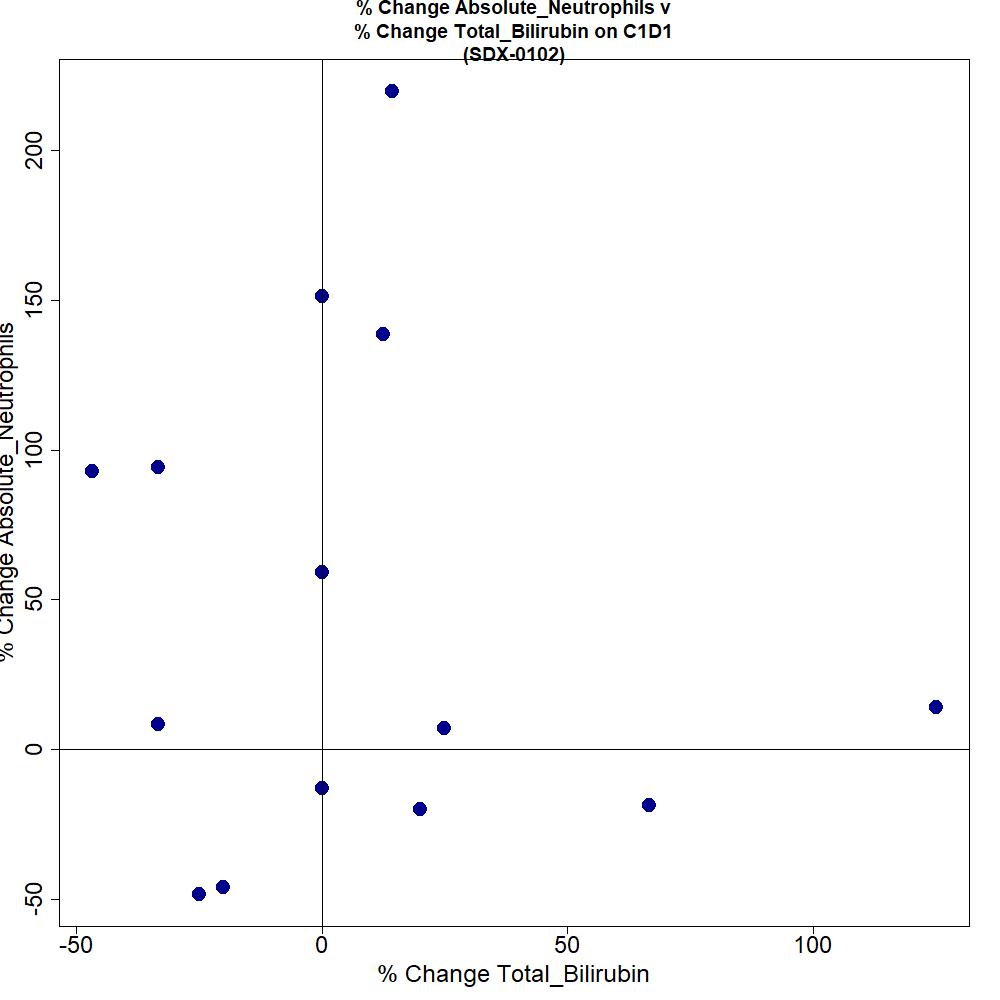 % Change Absolute_Neutrophils v
% Change Total_Bilirubin on C1D1
(SDX-0102)
% Change Absolute_Neutrophils
200
150
100
50
0
-50
-50
0
50
100
% Change Total_Bilirubin